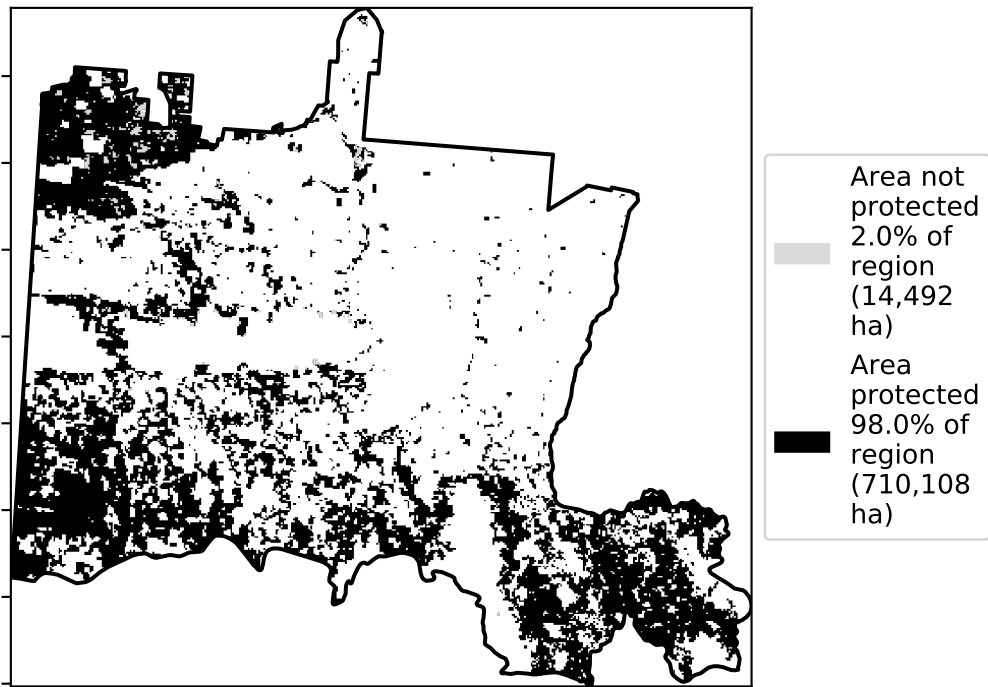 Area not
protected
2.0% of
region
(14,492
ha)
Area
protected
98.0% of
region
(710,108
ha)